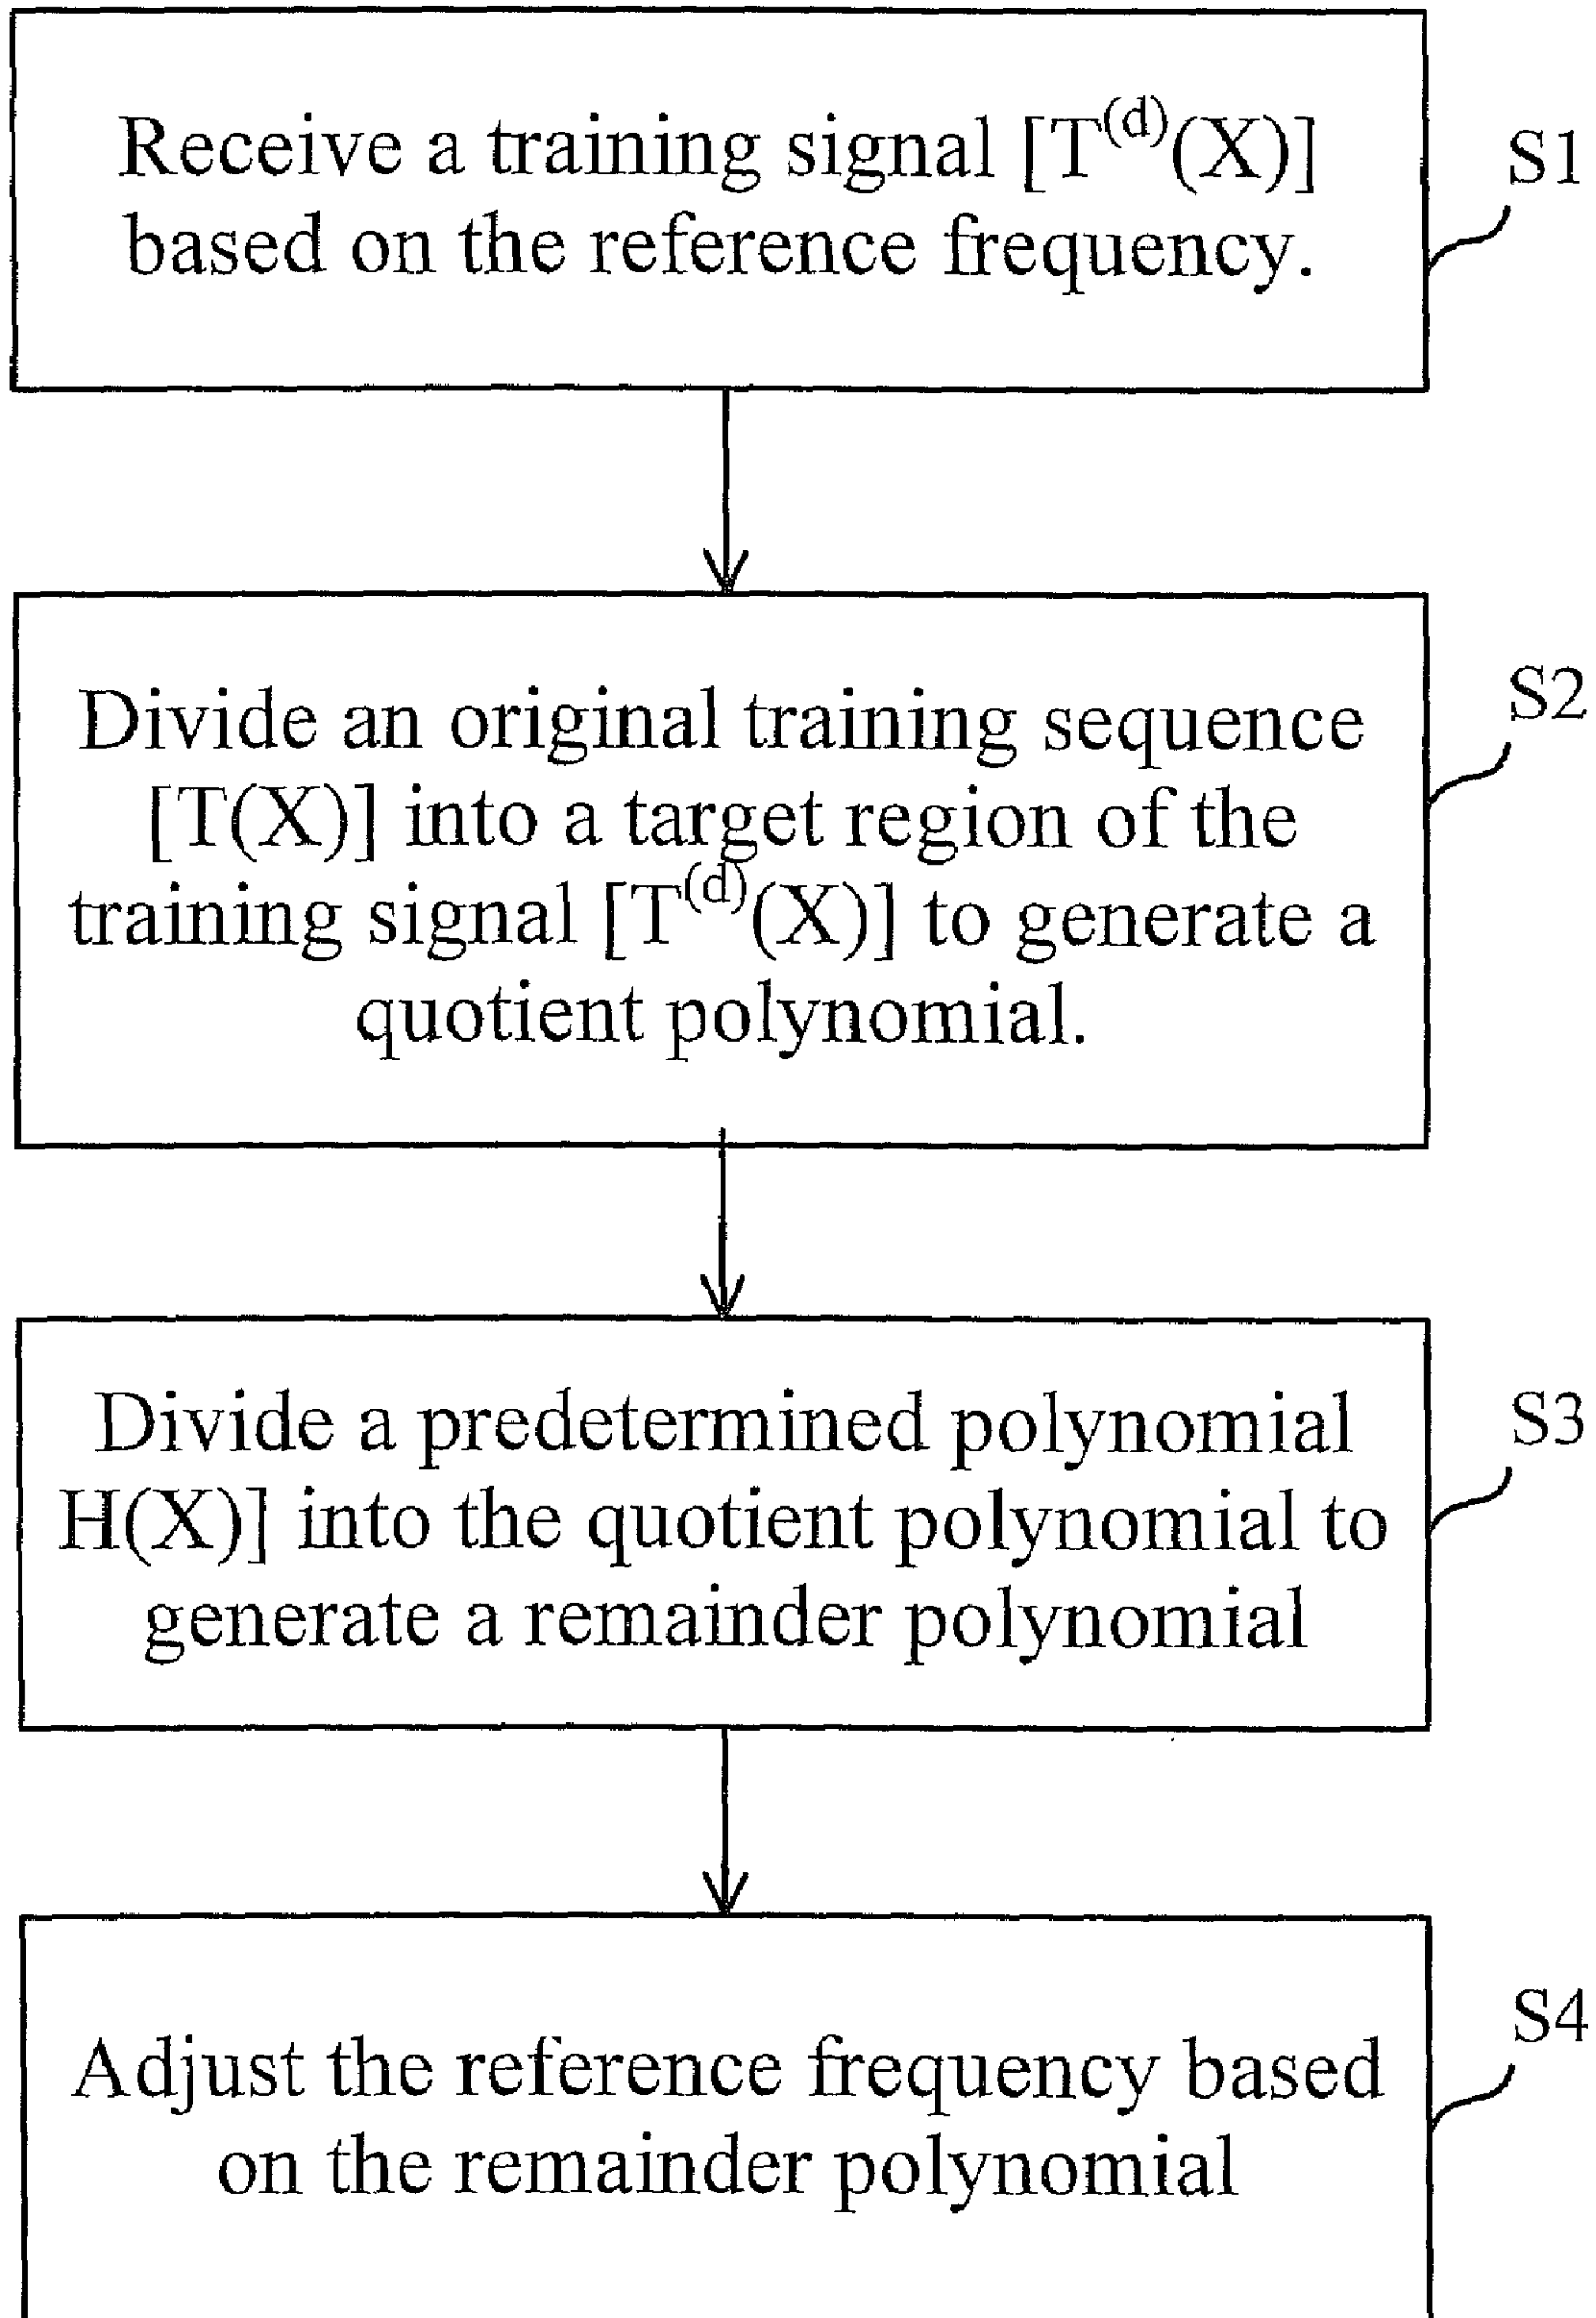 Receive a training signal [T^(d)(X)]
based on the reference frequency.
S1
Divide an original training sequence
[T(X)] into a target region of the
training signal [T^(d)(X)] to generate a
quotient polynomial.
S2
Divide a predetermined polynomial
H(X)] into the quotient polynomial to
generate a remainder polynomial
S3
Adjust the reference frequency based
on the remainder polynomial
S4